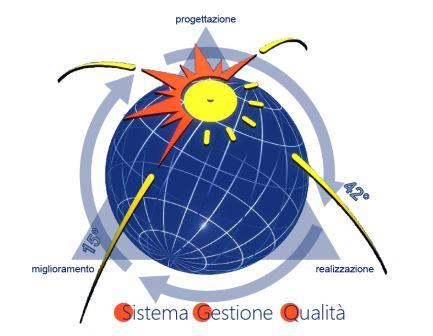 progettazione
42°
15°
miglioramento
realizzazione
Sistema Gestione Qualità